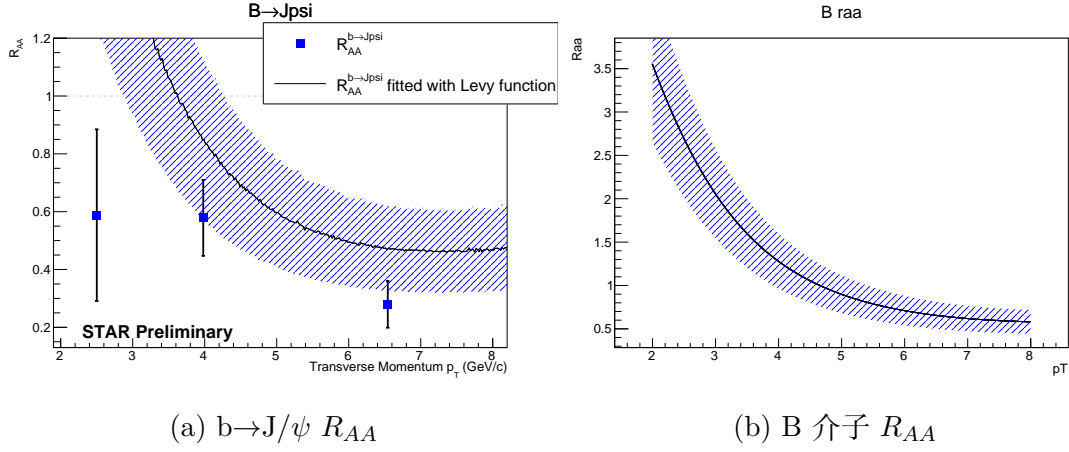 B→Jpsi
R_AA
1.2
1
0.8
0.6
0.4
0.2
R_AA^b→Jpsi
R_AA^b→Jpsi fitted with Levy function
STAR Preliminary
2 3 4 5 6 7 8
Transverse Momentum p_T (GeV/c)
(a) b→J/ψ R_AA
B raa
Raa
3.5
3
2.5
2
1.5
1
0.5
2 3 4 5 6 7 8
pT
(b) B 介子 R_AA